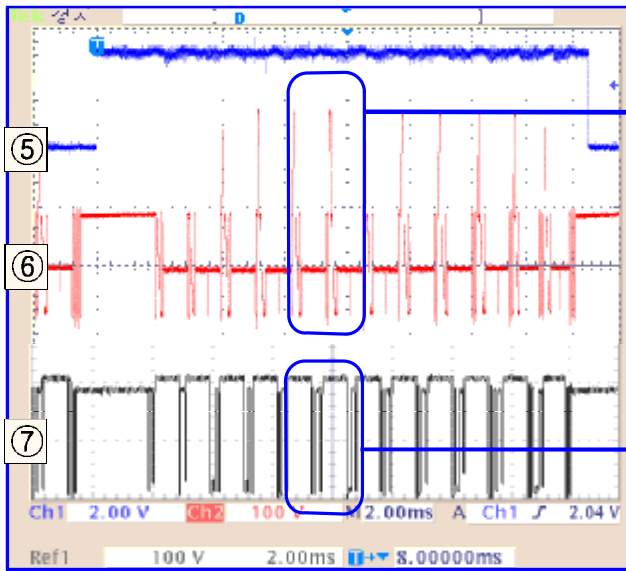 D
T
⑤
⑥
⑦
Ch1 2.00 V Ch2 100 V M 2.00ms A Ch1 2.04 V
Ref1 100 V 2.00ms T 8.00000ms